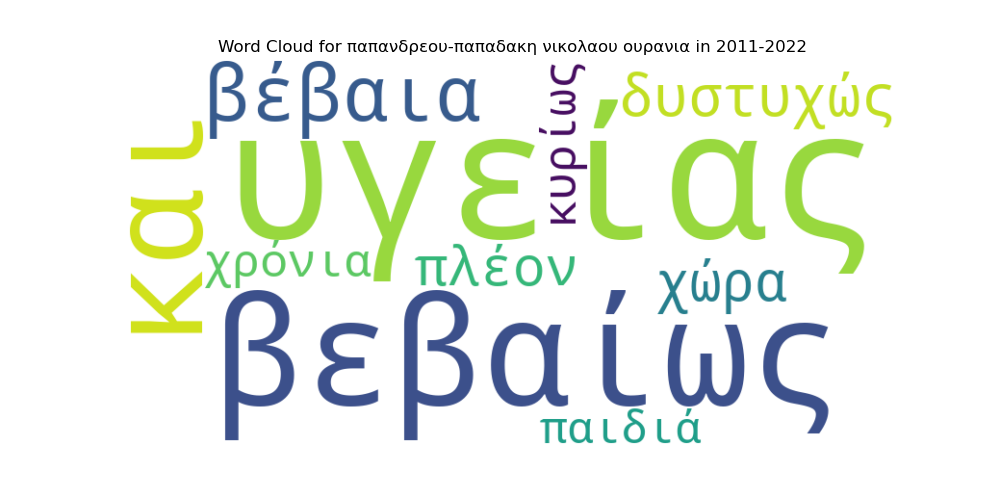 Word Cloud for παπανδρεου-παπαδακη νικολαου ουρανια in 2011-2022
βέβαια
κυρίως
δυστυχώς
και
υγείας
χρόνια
πλέον
χώρα
βεβαίως
παιδιά